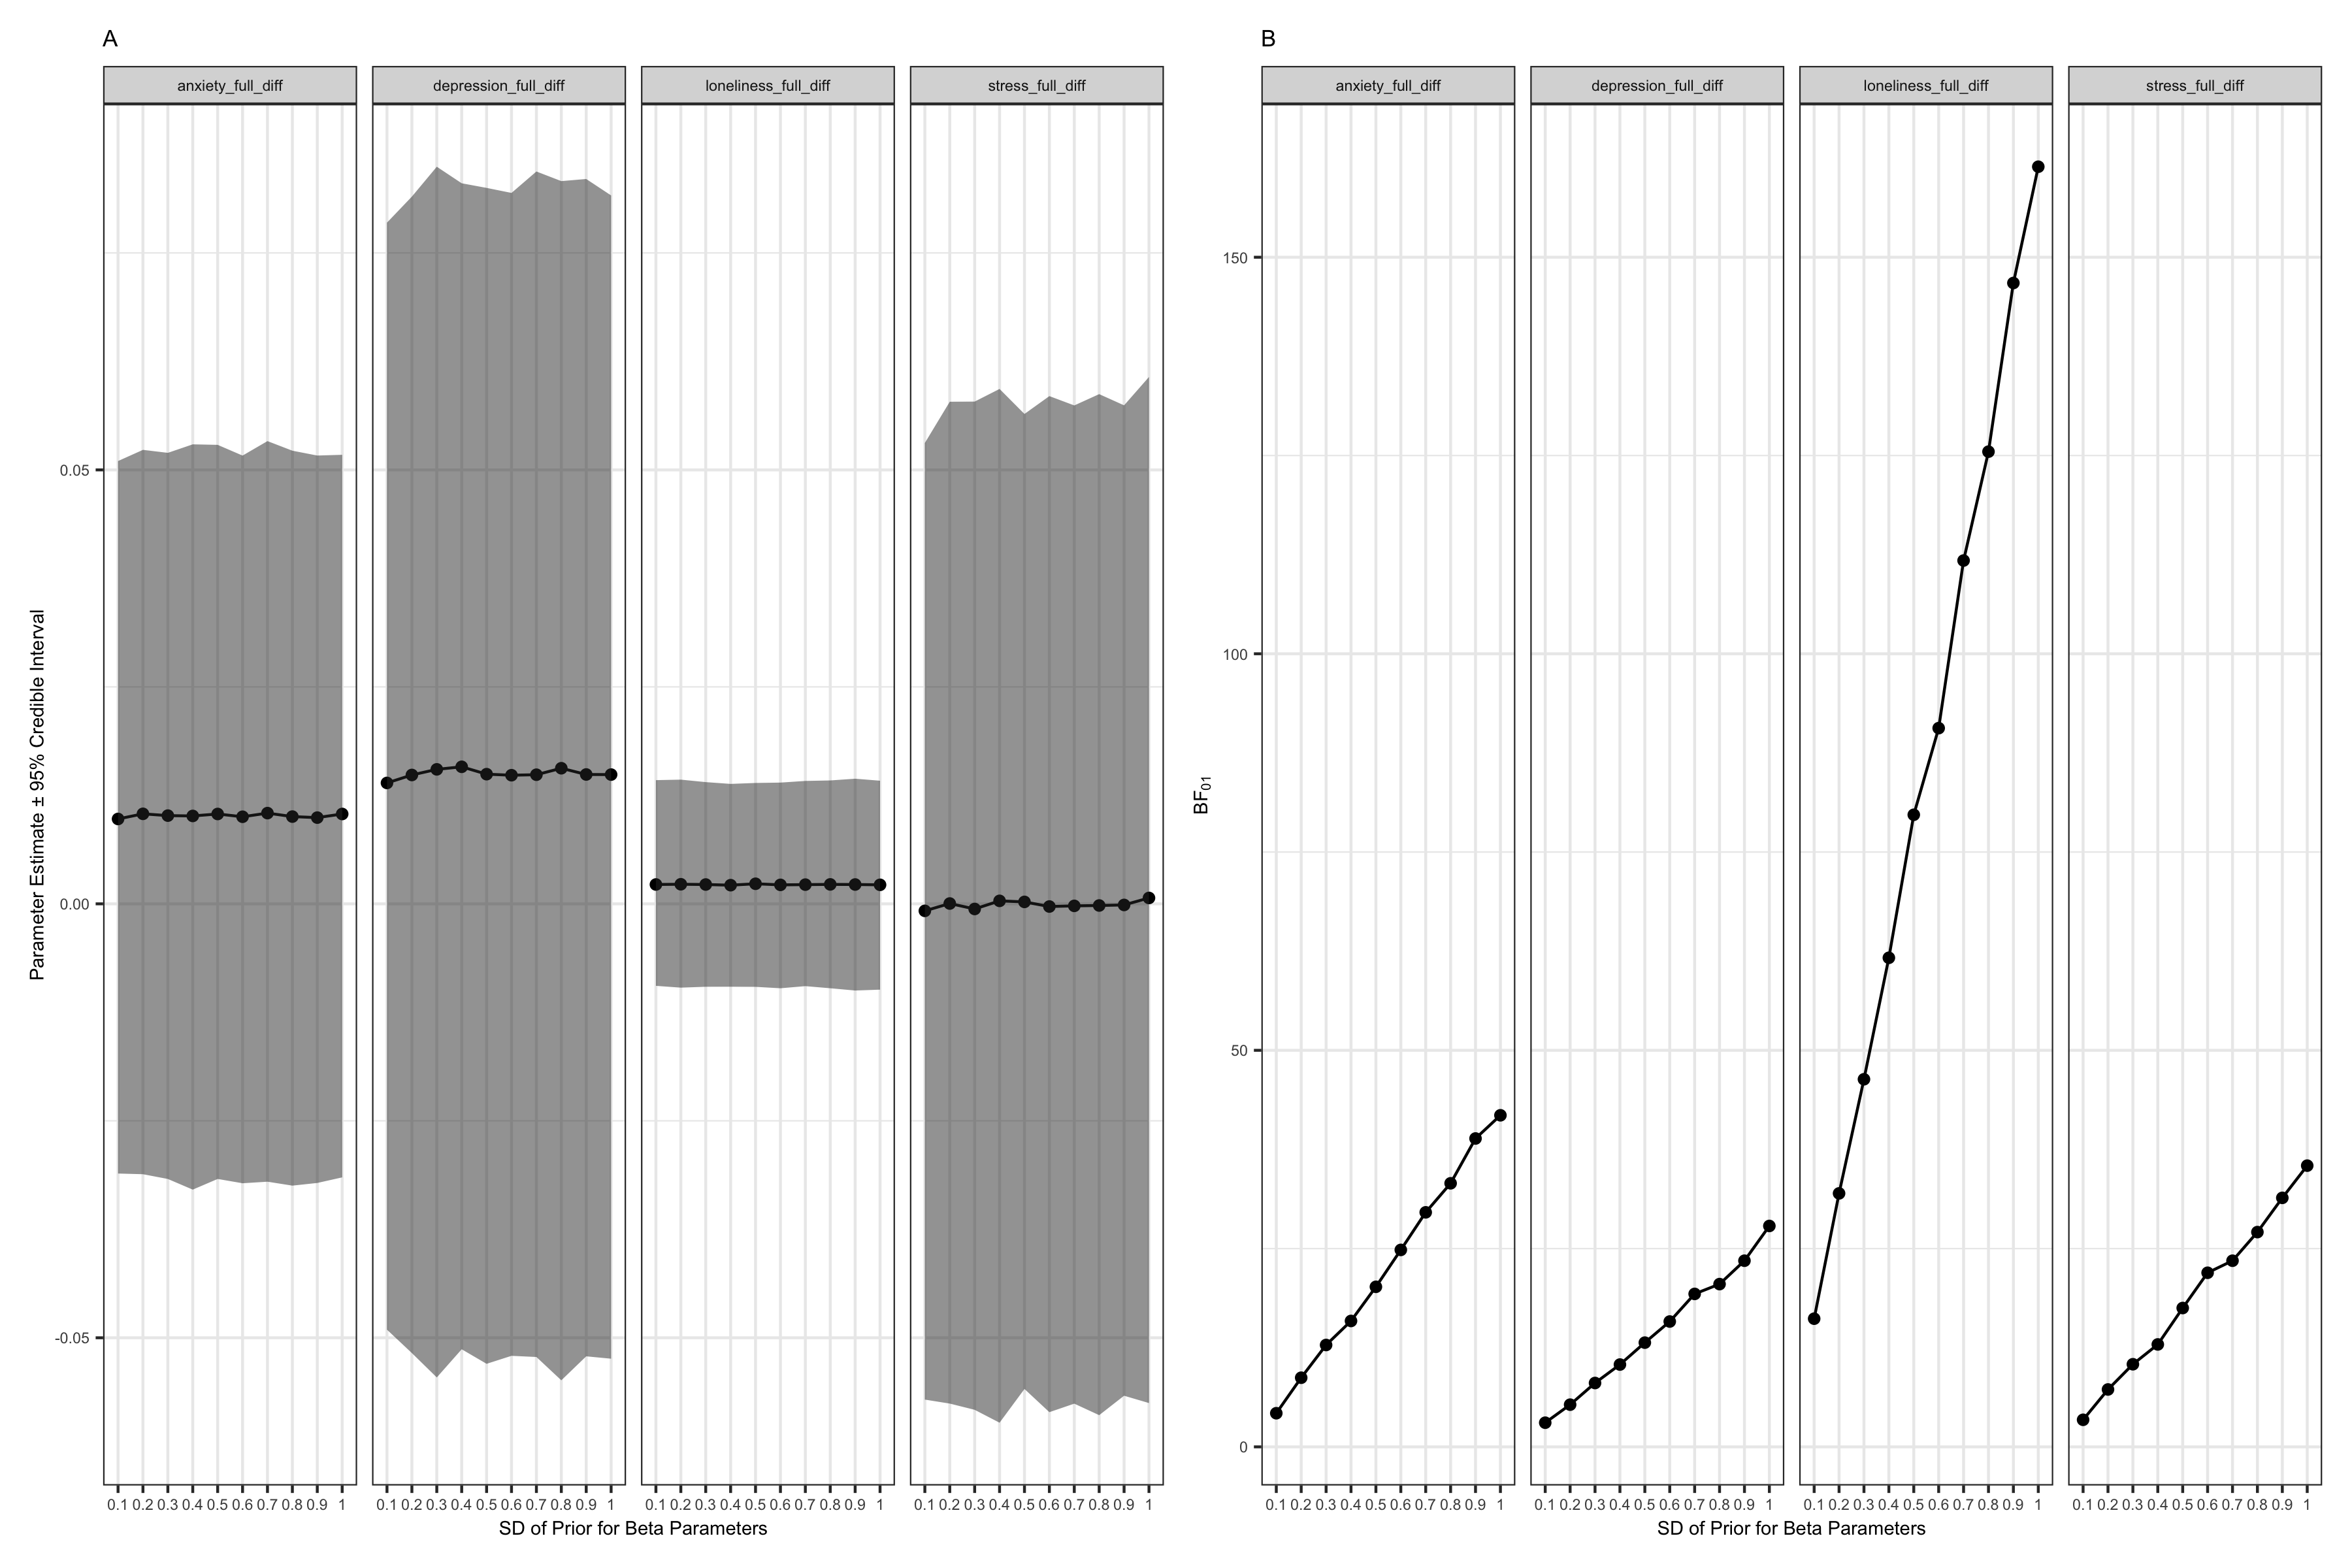 A
anxiety_full_diff depression_full_diff loneliness_full_diff stress_full_diff
Parameter Estimate ± 95% Credible Interval
0.05
0.00
-0.05
0.1 0.2 0.3 0.4 0.5 0.6 0.7 0.8 0.9 1 0.1 0.2 0.3 0.4 0.5 0.6 0.7 0.8 0.9 1 0.1 0.2 0.3 0.4 0.5 0.6 0.7 0.8 0.9 1 0.1 0.2 0.3 0.4 0.5 0.6 0.7 0.8 0.9 1
SD of Prior for Beta Parameters
B
anxiety_full_diff depression_full_diff loneliness_full_diff stress_full_diff
BF₀₁
150
100
50
0
0.1 0.2 0.3 0.4 0.5 0.6 0.7 0.8 0.9 1 0.1 0.2 0.3 0.4 0.5 0.6 0.7 0.8 0.9 1 0.1 0.2 0.3 0.4 0.5 0.6 0.7 0.8 0.9 1 0.1 0.2 0.3 0.4 0.5 0.6 0.7 0.8 0.9 1
SD of Prior for Beta Parameters